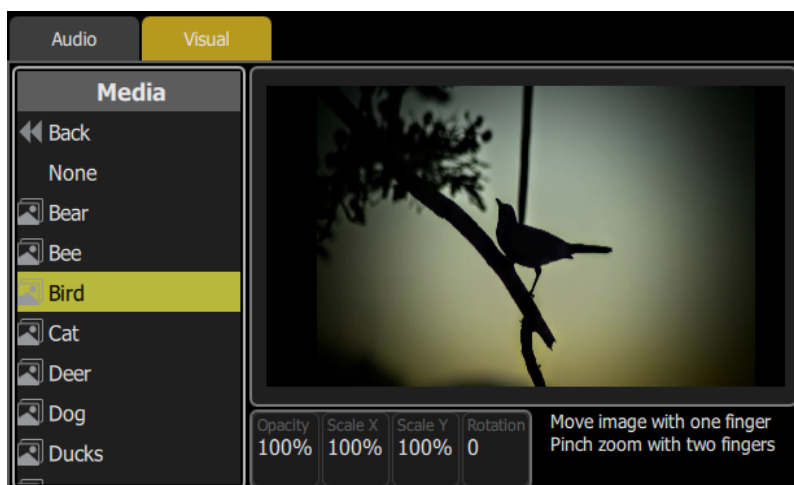 Audio
Visual
Media
Back
None
Bear
Bee
Bird
Cat
Deer
Dog
Ducks
Opacity
100%
Scale X
100%
Scale Y
100%
Rotation
0
Move image with one finger
Pinch zoom with two fingers